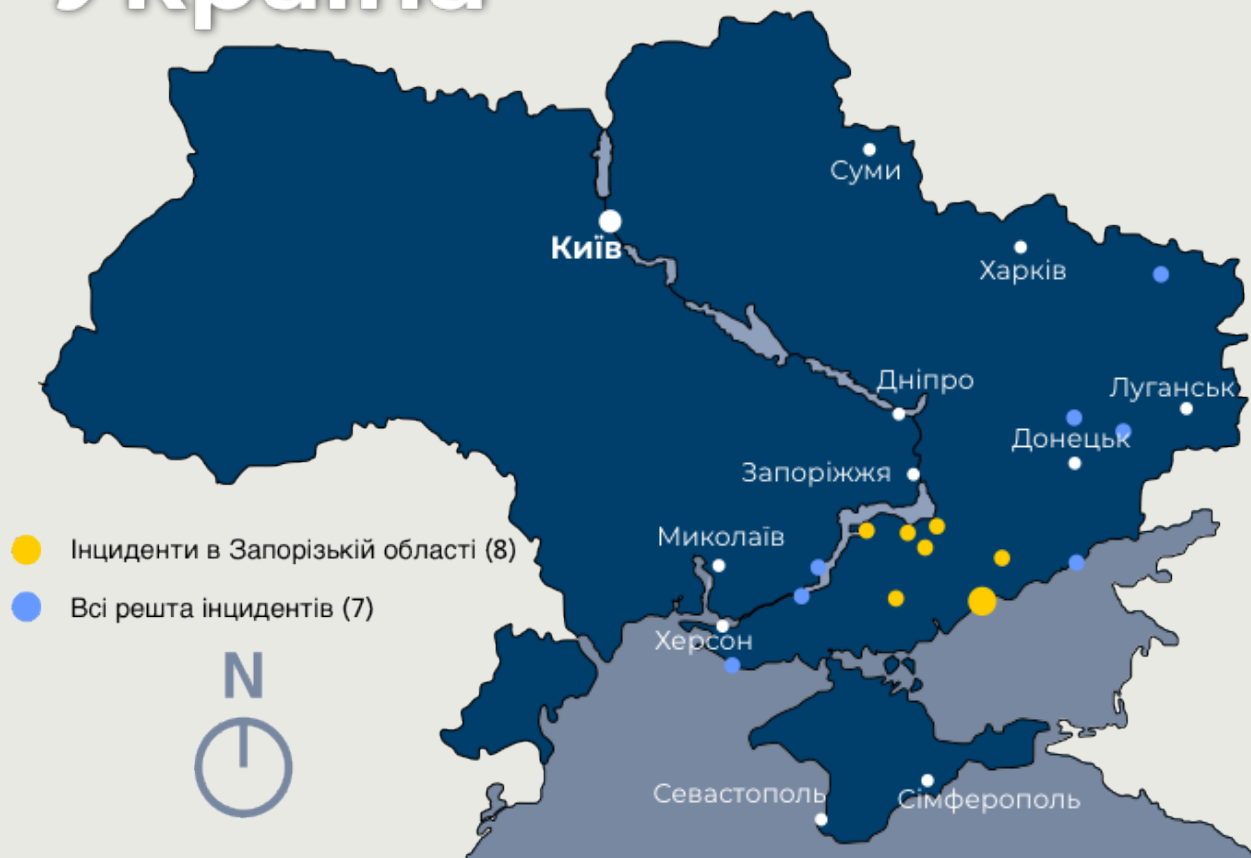 Україна
Суми
Київ
Харків
Дніпро
Луганськ
Донецьк
Запоріжжя
Миколаїв
Інциденти в Запорізькій області (8)
Всі решта інцидентів (7)
Херсон
N
Севастополь
Сімферополь